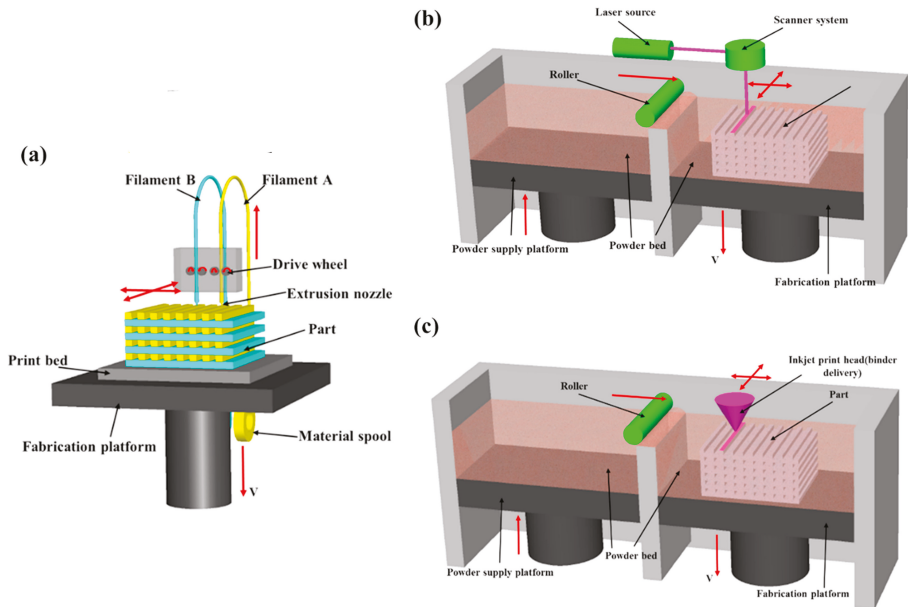 (a)
Filament B
Filament A
Drive wheel
Extrusion nozzle
Part
Print bed
Fabrication platform
Material spool
V
(b)
Laser source
Scanner system
Roller
Powder supply platform
Powder bed
V
Fabrication platform
(c)
Inkjet print head(binder
delivery)
Roller
Part
Powder bed
Powder supply platform
V
Fabrication platform